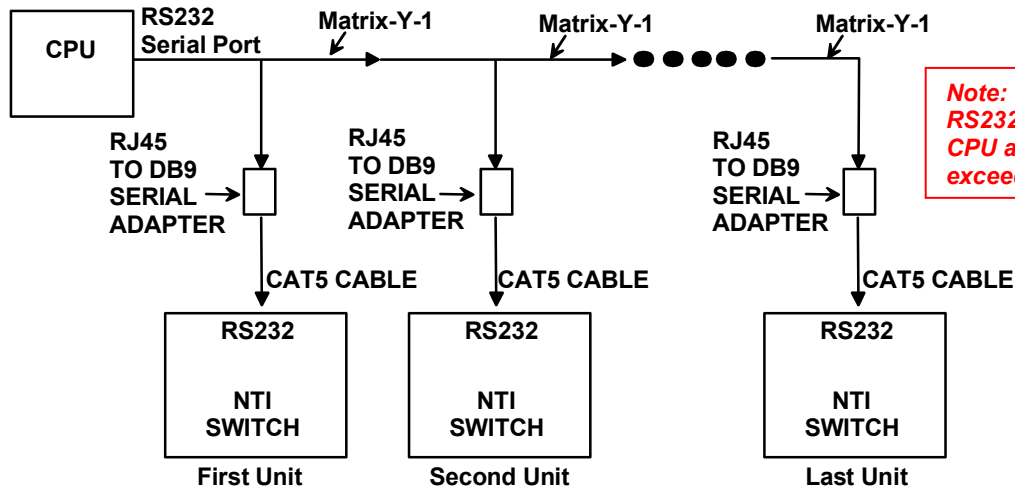 CPU
RS232
Serial Port
Matrix-Y-1
Matrix-Y-1
Matrix-Y-1
Note:
RS232
CPU a
exceed
RJ45
TO DB9
SERIAL
ADAPTER
RJ45
TO DB9
SERIAL
ADAPTER
RJ45
TO DB9
SERIAL
ADAPTER
CAT5 CABLE
CAT5 CABLE
CAT5 CABLE
RS232
NTI
SWITCH
RS232
NTI
SWITCH
RS232
NTI
SWITCH
First Unit
Second Unit
Last Unit